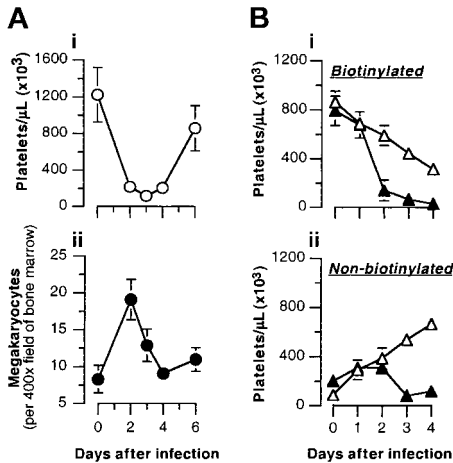 A
i
Platelets/µL (x10³)
1600
1200
800
400
0
ii
Megakaryocytes
(per 400x field of bone marrow)
25
20
15
10
5
0 2 4 6
Days after infection
B
i
Biotinylated
Platelets/µL (x10³)
1200
800
400
0
ii
Non-biotinylated
Platelets/µL (x10³)
1200
800
400
0
0 1 2 3 4
Days after infection